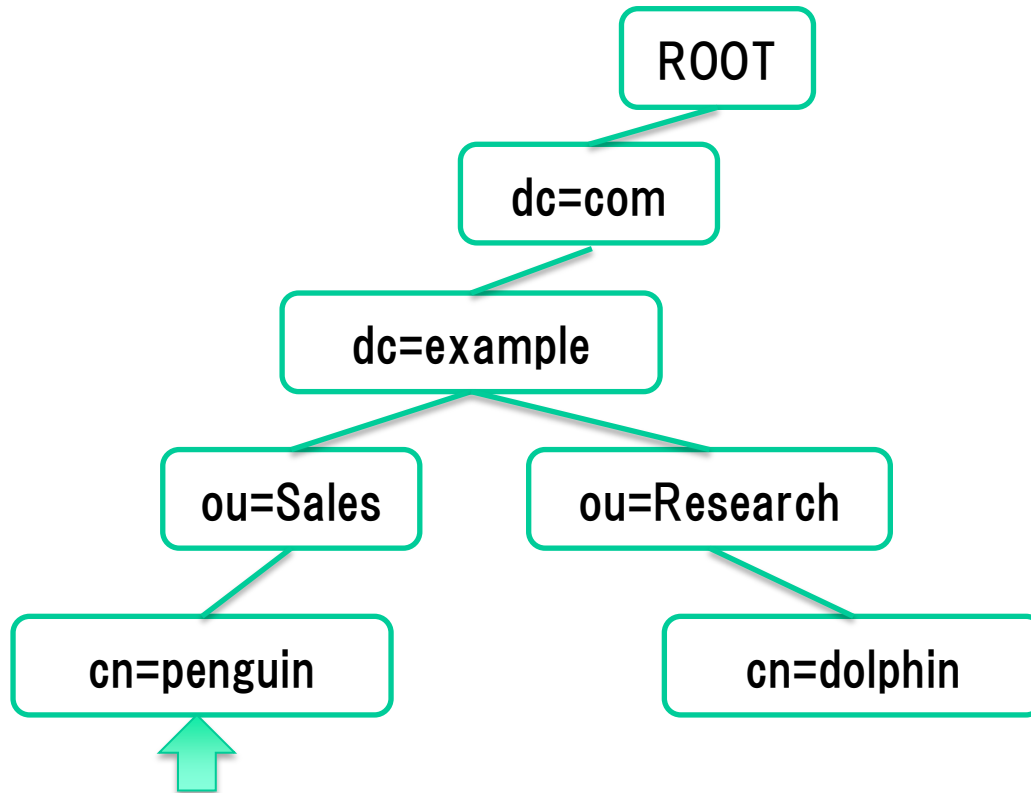 ROOT
dc=com
dc=example
ou=Sales
ou=Research
cn=penguin
cn=dolphin